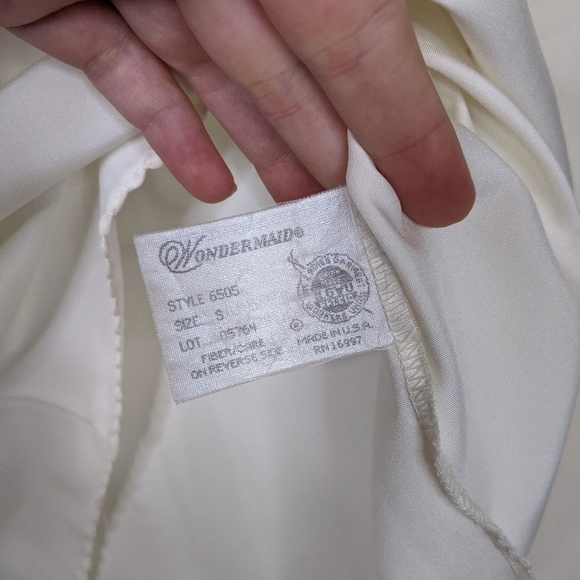 WONDERMAID®
STYLE 6505
SIZE S
LOT 05764
FIBER/CARE
ON REVERSE SIDE
® MADE IN U.S.A.
RN 16997